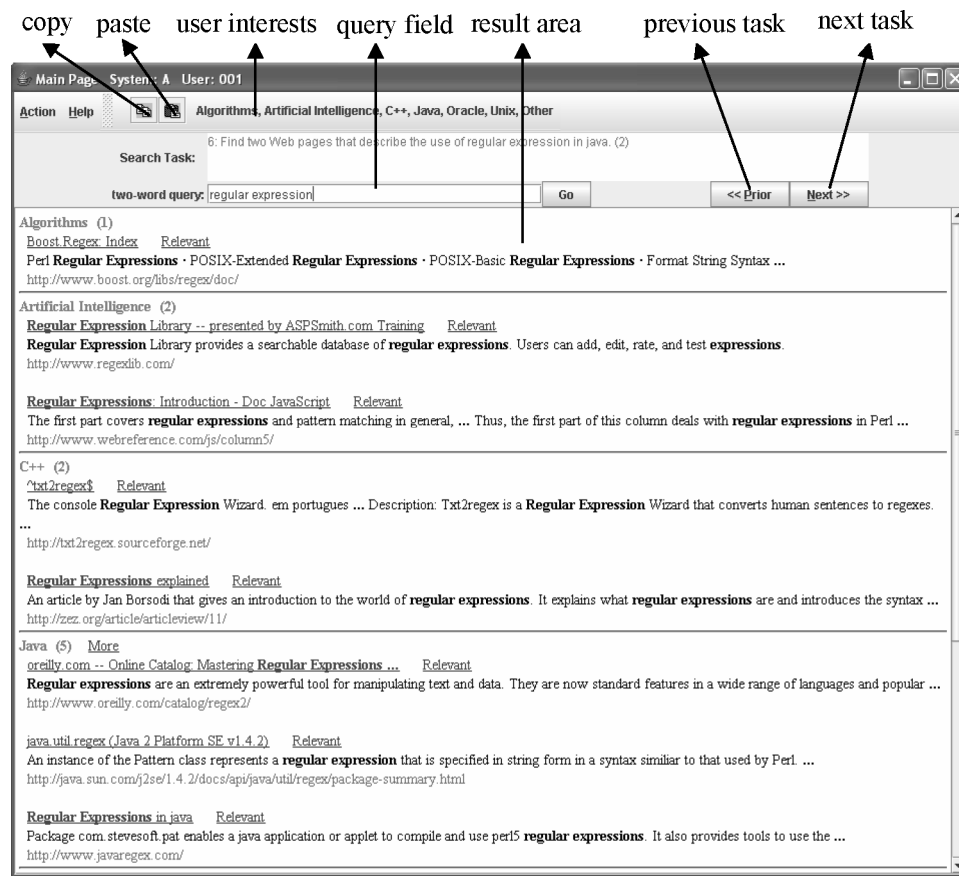 copy paste user interests query field result area previous task next task
Main Page System: A User: 001
Action Help Algorithms, Artificial Intelligence, C++, Java, Oracle, Unix, Other
Search Task: 6: Find two Web pages that describe the use of regular expression in java. (2)
two-word query: regular expression Go << Prior Next >>
Algorithms (1)
Boost.Regex: Index Relevant
Perl Regular Expressions · POSIX-Extended Regular Expressions · POSIX-Basic Regular Expressions · Format String Syntax ...
http://www.boost.org/libs/regex/doc/
Artificial Intelligence (2)
Regular Expression Library -- presented by ASPSmith.com Training Relevant
Regular Expression Library provides a searchable database of regular expressions. Users can add, edit, rate, and test expressions.
http://www.regexlib.com/
Regular Expressions: Introduction - Doc JavaScript Relevant
The first part covers regular expressions and pattern matching in general, ... Thus, the first part of this column deals with regular expressions in Perl ...
http://www.webreference.com/js/column5/
C++ (2)
^txt2regex$ Relevant
The console Regular Expression Wizard. em portugues ... Description: Txt2regex is a Regular Expression Wizard that converts human sentences to regexes.
...
http://txt2regex.sourceforge.net/
Regular Expressions explained Relevant
An article by Jan Borsodi that gives an introduction to the world of regular expressions. It explains what regular expressions are and introduces the syntax ...
http://zez.org/article/articleview/11/
Java (5) More
oreilly.com -- Online Catalog: Mastering Regular Expressions ... Relevant
Regular expressions are an extremely powerful tool for manipulating text and data. They are now standard features in a wide range of languages and popular ...
http://www.oreilly.com/catalog/regex2/
java.util.regex (Java 2 Platform SE v1.4.2) Relevant
An instance of the Pattern class represents a regular expression that is specified in string form in a syntax similiar to that used by Perl. ...
http://java.sun.com/j2se/1.4.2/docs/api/java/util/regex/package-summary.html
Regular Expressions in java Relevant
Package com.stevesoft.pat enables a java application or applet to compile and use perl5 regular expressions. It also provides tools to use the ...
http://www.javaregex.com/